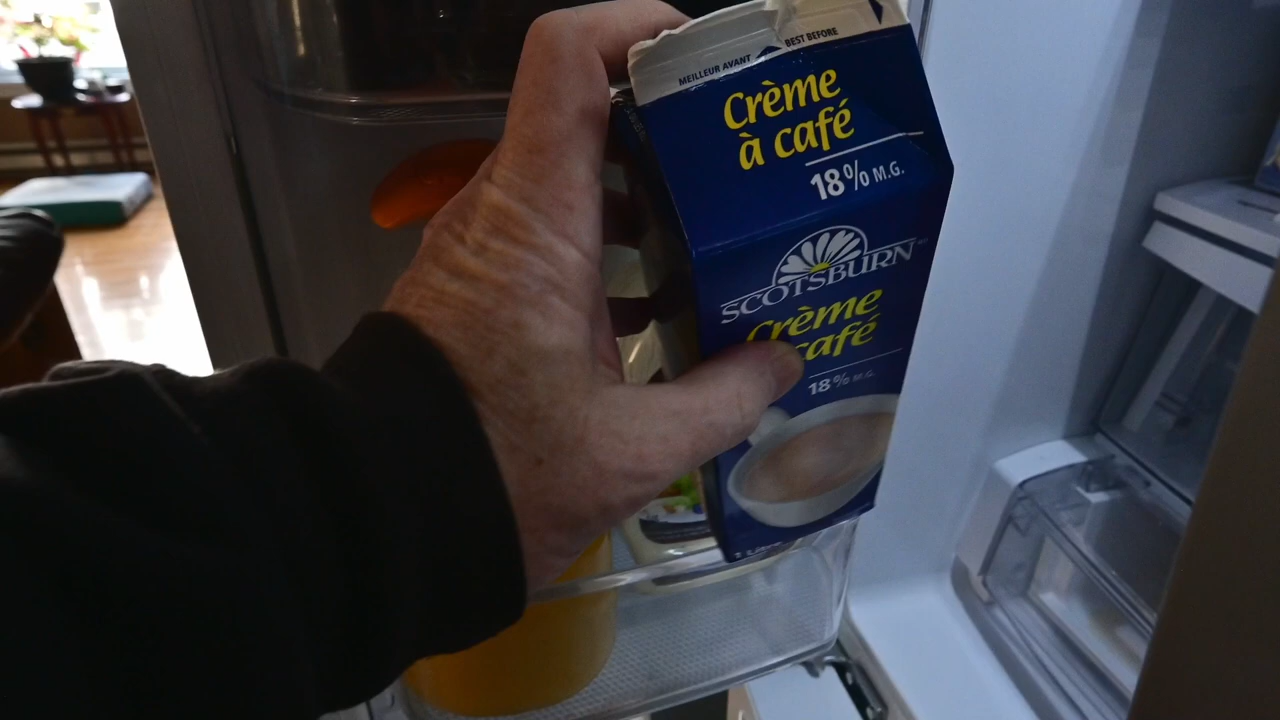 MEILLEUR AVANT
BEST BEFORE
Crème
à café
18% M.G.
SCOTSBURN
Crème
café
18% M.G.